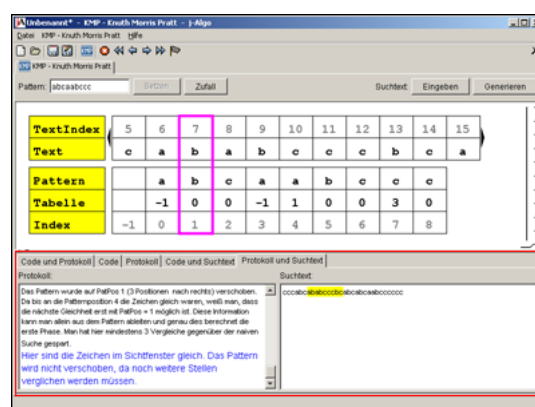 Unbenannt* - KMP - Knuth Morris Pratt - j-Algo
Datei KMP - Knuth Morris Pratt Hilfe
KMP - Knuth Morris Pratt
Pattern: abcaabccc Setzen Zufall Suchtext: Eingeben Generieren
TextIndex 5 6 7 8 9 10 11 12 13 14 15
Text c a b a b c c c b c a
Pattern a b c a a b c c c
Tabelle -1 0 0 -1 1 0 0 3 0
Index -1 0 1 2 3 4 5 6 7 8
Code und Protokoll Code Protokoll Code und Suchtext Protokoll und Suchtext
Protokoll: Suchtext:
Das Pattern wurde auf PatPos 1 (3 Positionen nach rechts) verschoben.
Da bis an die Patternposition 4 die Zeichen gleich waren, weiß man, dass
die nächste Gleichheit erst mit PatPos = 1 möglich ist. Diese Information
kann man allein aus dem Pattern ableiten und genau dies berechnet die
erste Phase. Man hat hier mindestens 3 Vergleiche gegenüber der naiven
Suche gespart.
Hier sind die Zeichen im Sichtfenster gleich. Das Pattern
wird nicht verschoben, da noch weitere Stellen
verglichen werden müssen.